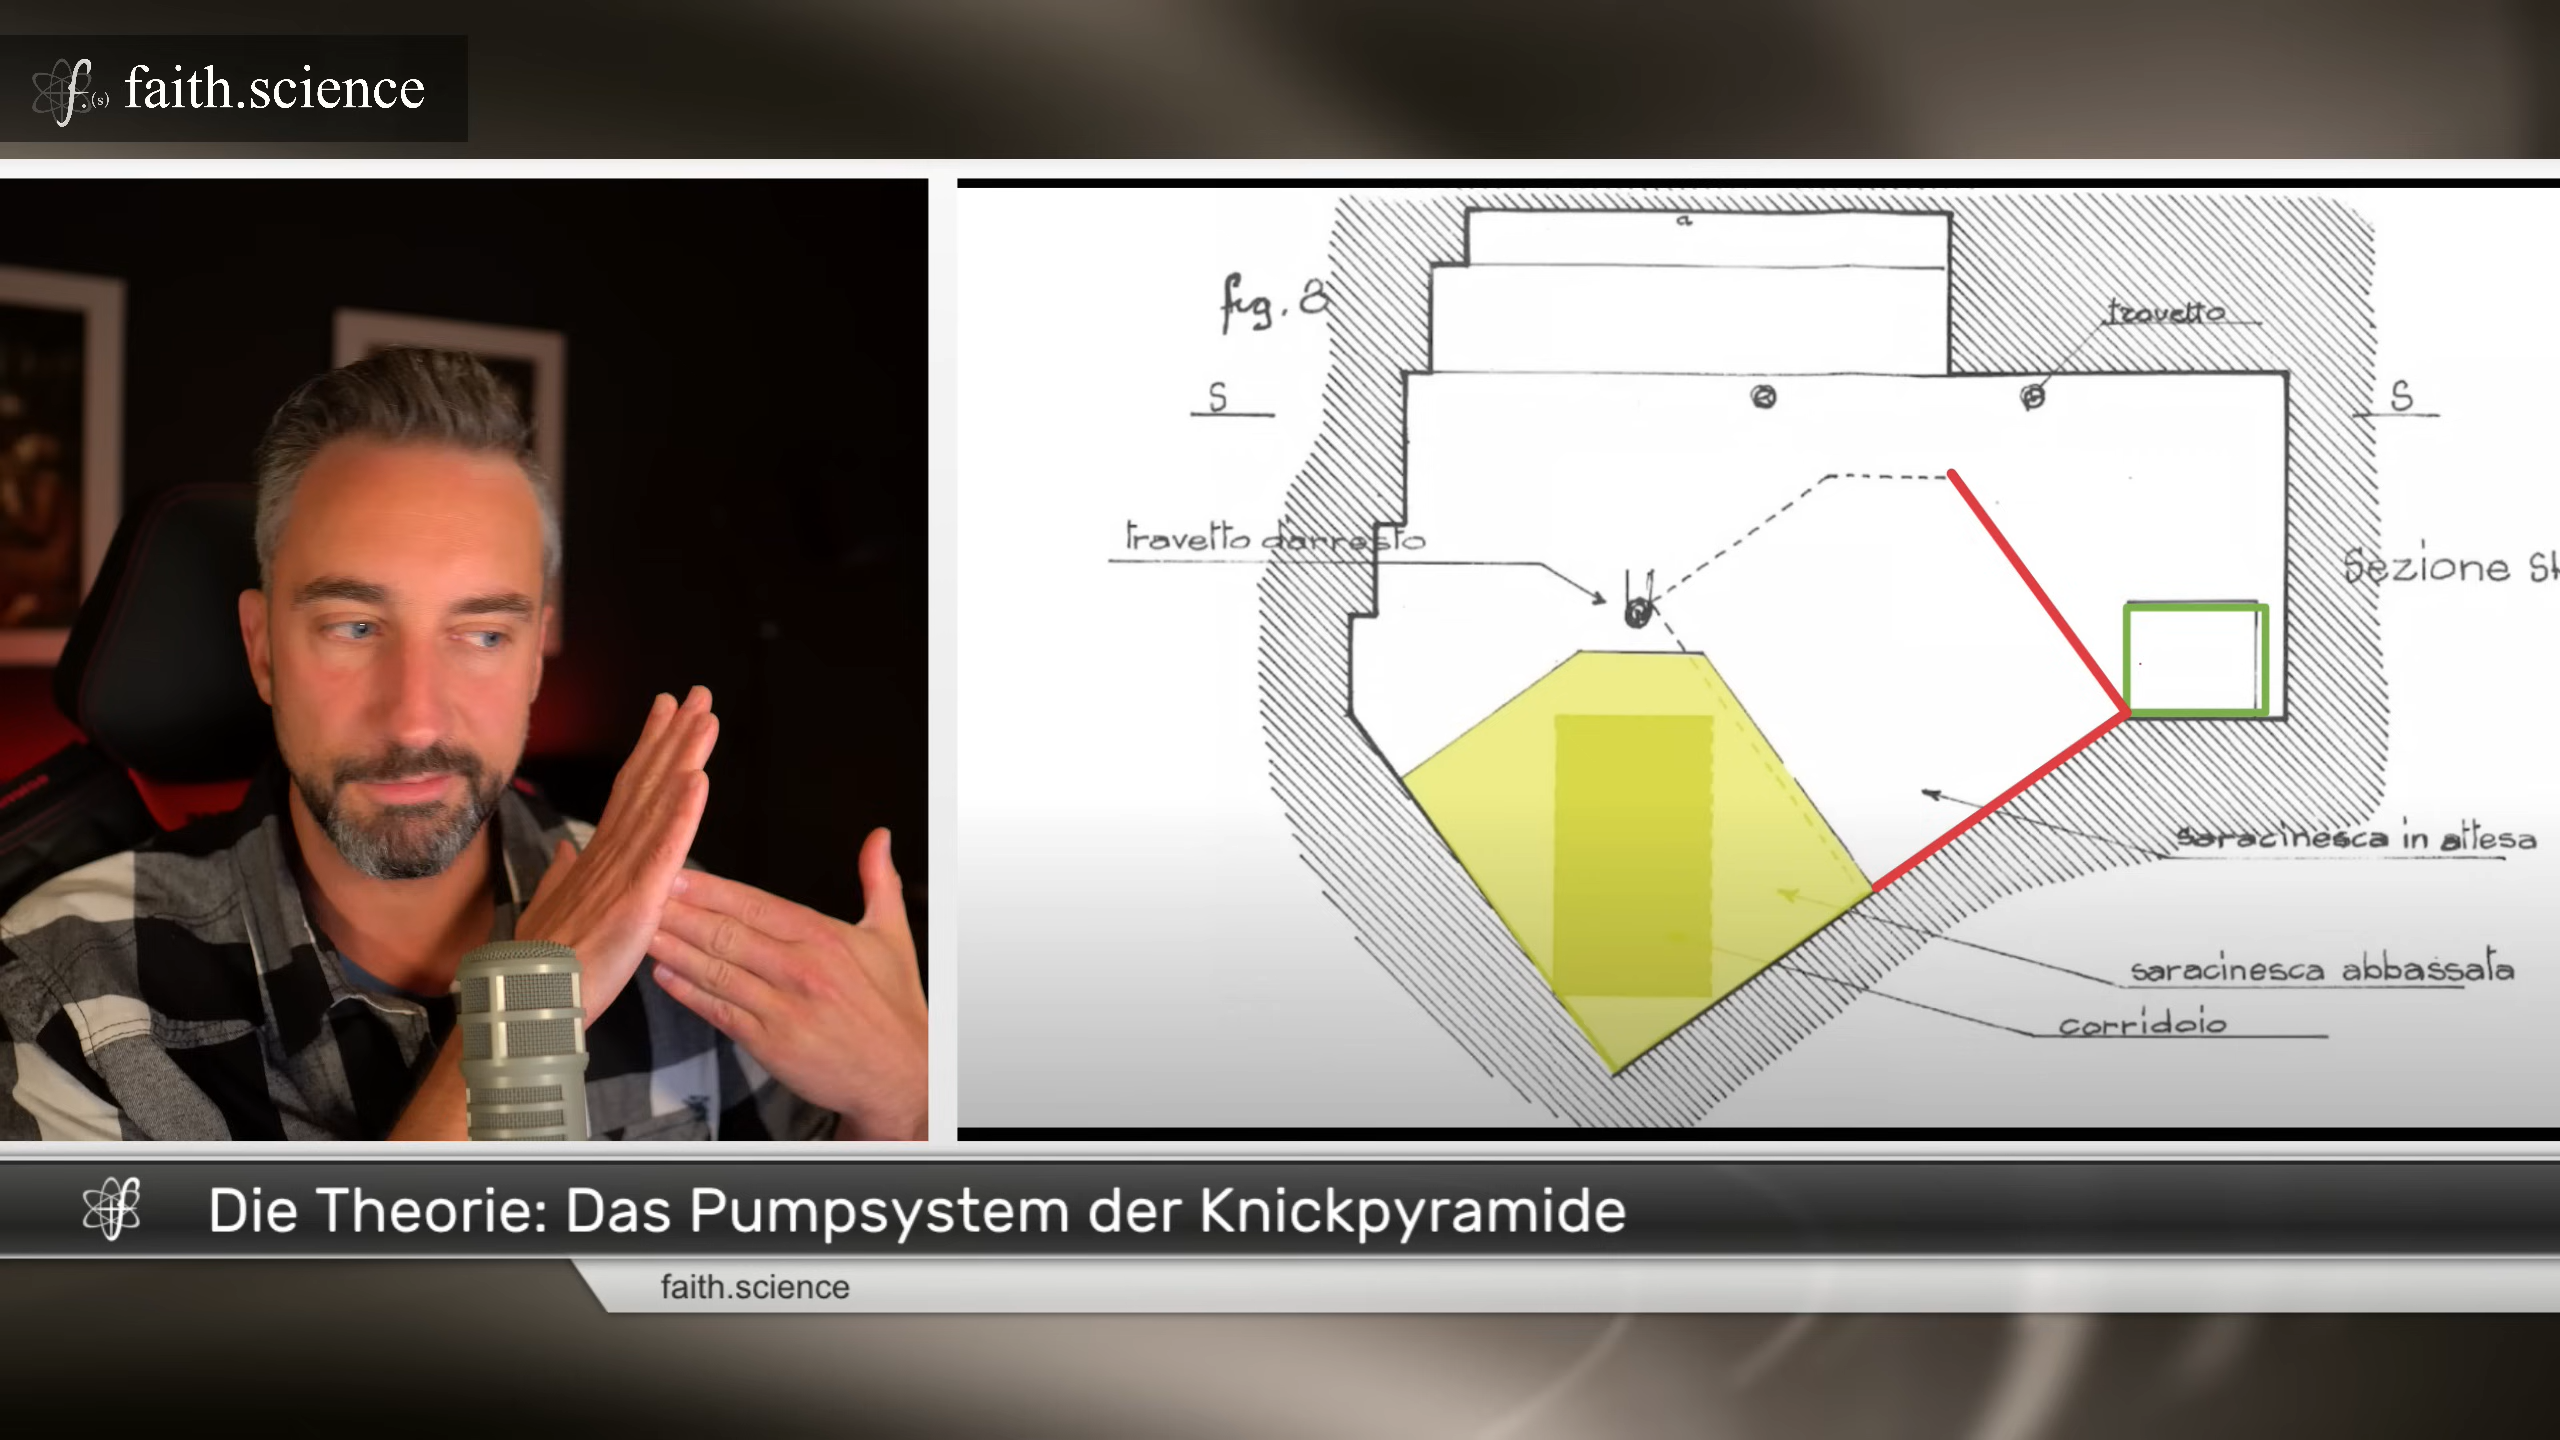 f.(s) faith.science
a
fig. 8
travetto
S
S
travetto d'arresto
Sezione
saracinesca in attesa
saracinesca abbassata
corridoio
Die Theorie: Das Pumpsystem der Knickpyramide
faith.science